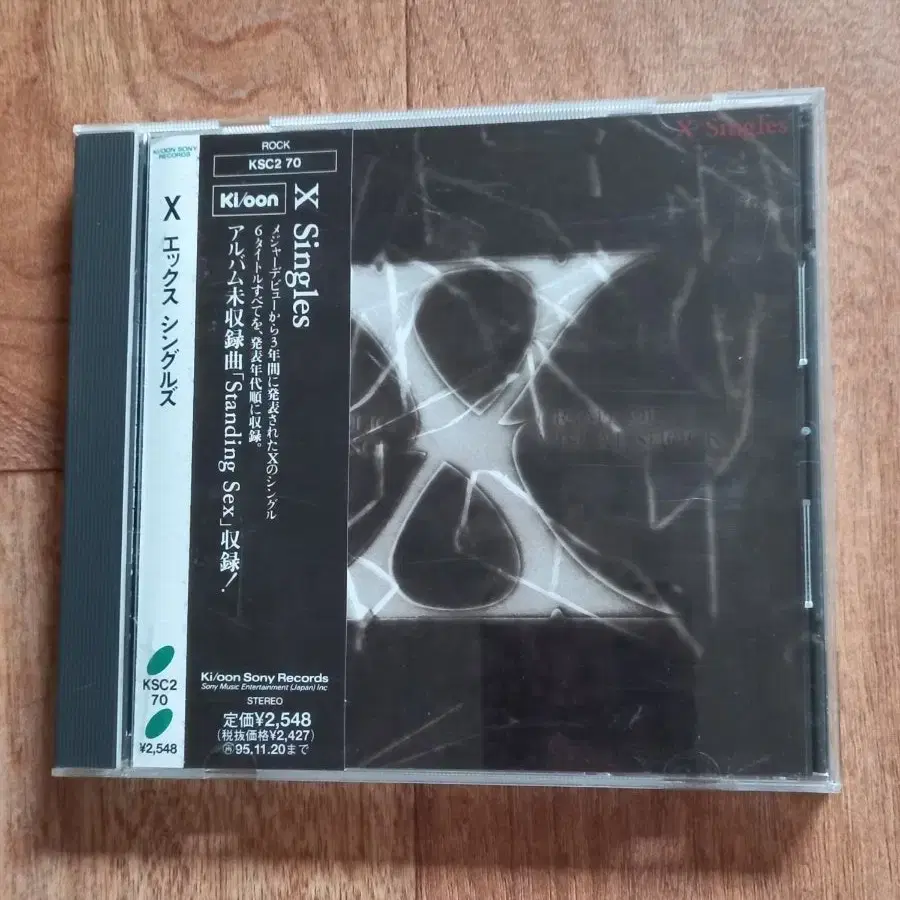 KI/OON SONY
RECORDS
X エックス シングルズ
KSC2
70
¥2,548
ROCK
KSC2 70
Ki/oon
X Singles
メジャーデビューから3年間に発表されたXのシングル
6タイトルすべてを、発表年代順に収録。
アルバム未収録曲「Standing Sex」収録!
Ki/oon Sony Records
Sony Music Entertainment (Japan) Inc
STEREO
定価¥2,548
(税抜価格¥2,427)
95.11.20まで
X Singles